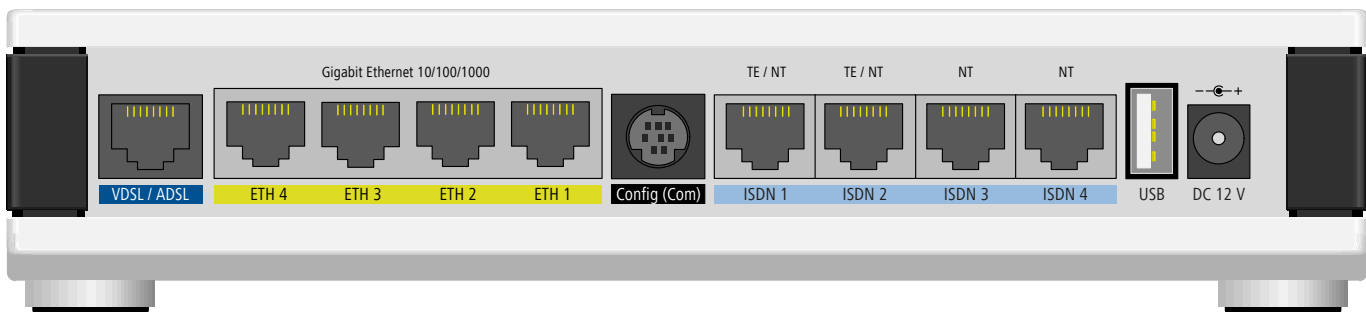 Gigabit Ethernet 10/100/1000 TE / NT TE / NT NT NT
VDSL / ADSL ETH 4 ETH 3 ETH 2 ETH 1 Config (Com) ISDN 1 ISDN 2 ISDN 3 ISDN 4 USB DC 12 V